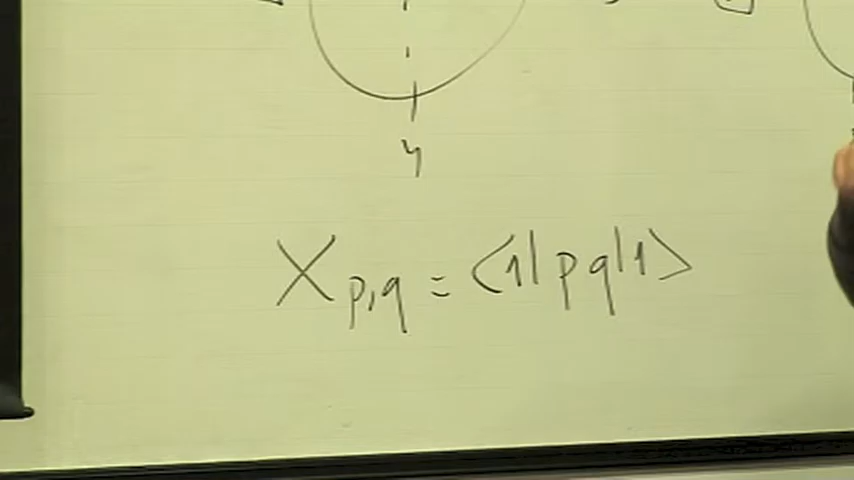 y
X_{p,q} = ⟨1|pq|1⟩